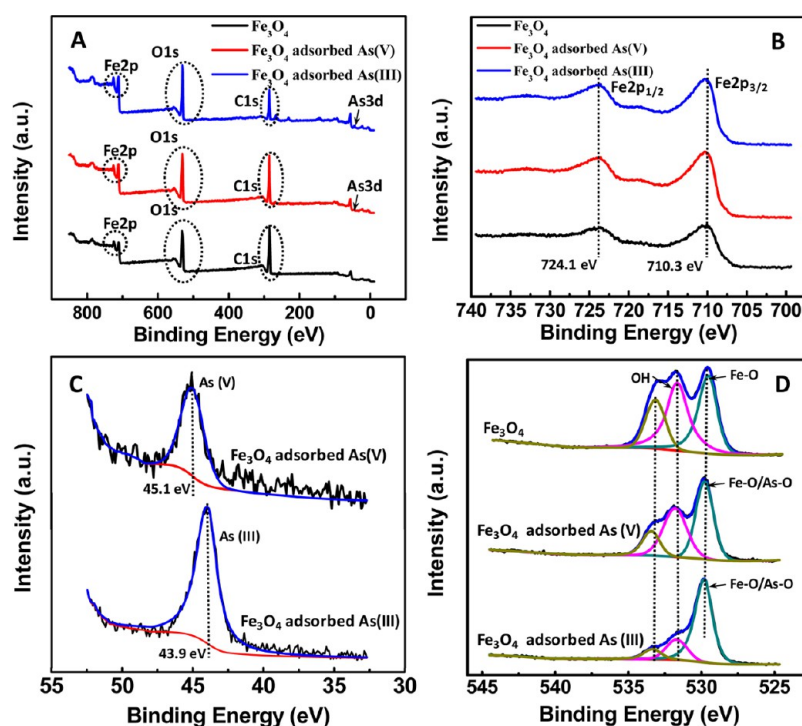 A
Fe₃O₄
Fe₃O₄ adsorbed As(V)
Fe₃O₄ adsorbed As(III)
O1s
Fe2p
C1s
As3d
Fe2p
O1s
C1s
As3d
Fe2p
O1s
C1s
Intensity (a.u.)
800 600 400 200 0
Binding Energy (eV)
B
Fe₃O₄
Fe₃O₄ adsorbed As(V)
Fe₃O₄ adsorbed As(III)
Fe2p1/2
Fe2p3/2
724.1 eV
710.3 eV
Intensity (a.u.)
740 735 730 725 720 715 710 705 700
Binding Energy (eV)
C
As (V)
Fe₃O₄ adsorbed As(V)
45.1 eV
As (III)
Fe₃O₄ adsorbed As(III)
43.9 eV
Intensity (a.u.)
55 50 45 40 35 30
Binding Energy (eV)
D
OH
Fe-O
Fe₃O₄
Fe-O/As-O
Fe₃O₄ adsorbed As (V)
Fe-O/As-O
Fe₃O₄ adsorbed As (III)
Intensity (a.u.)
545 540 535 530 525
Binding Energy (eV)